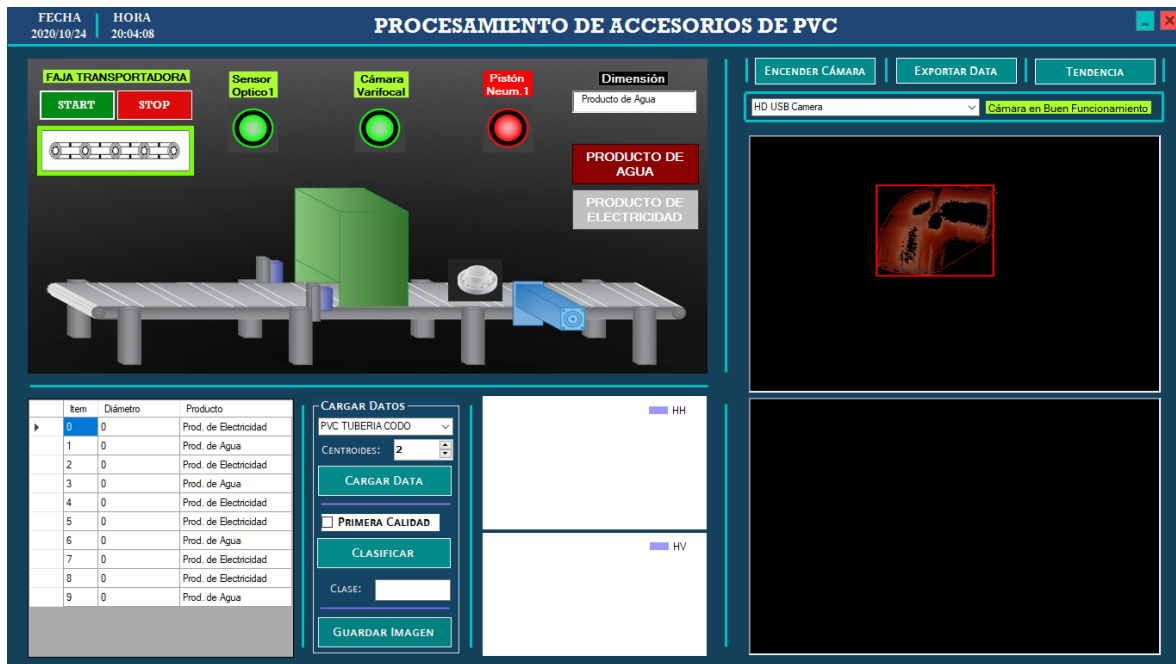 FECHA
2020/10/24
HORA
20:04:08
PROCESAMIENTO DE ACCESORIOS DE PVC
FAJA TRANSPORTADORA
START
STOP
Sensor
Optico1
Cámara
Varifocal
Pistón
Neum.1
Dimensión
Producto de Agua
PRODUCTO DE
AGUA
PRODUCTO DE
ELECTRICIDAD
ENCENDER CÁMARA
EXPORTAR DATA
TENDENCIA
HD USB Camera
Cámara en Buen Funcionamiento
Item Diámetro Producto
0 0 Prod. de Electricidad
1 0 Prod. de Agua
2 0 Prod. de Electricidad
3 0 Prod. de Agua
4 0 Prod. de Electricidad
5 0 Prod. de Electricidad
6 0 Prod. de Agua
7 0 Prod. de Electricidad
8 0 Prod. de Electricidad
9 0 Prod. de Agua
CARGAR DATOS
PVC TUBERIA CODO
CENTROIDES: 2
CARGAR DATA
PRIMERA CALIDAD
CLASIFICAR
CLASE:
GUARDAR IMAGEN
HH
HV